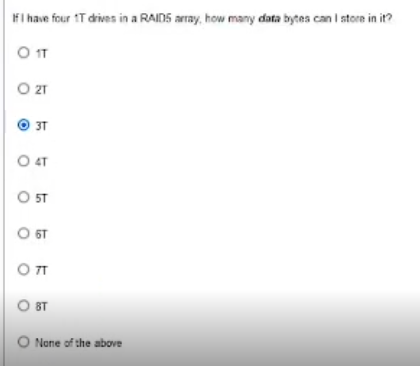 If I have four 1T drives in a RAID5 array, how many data bytes can I store in it?
1T
2T
3T
4T
5T
6T
7T
8T
None of the above